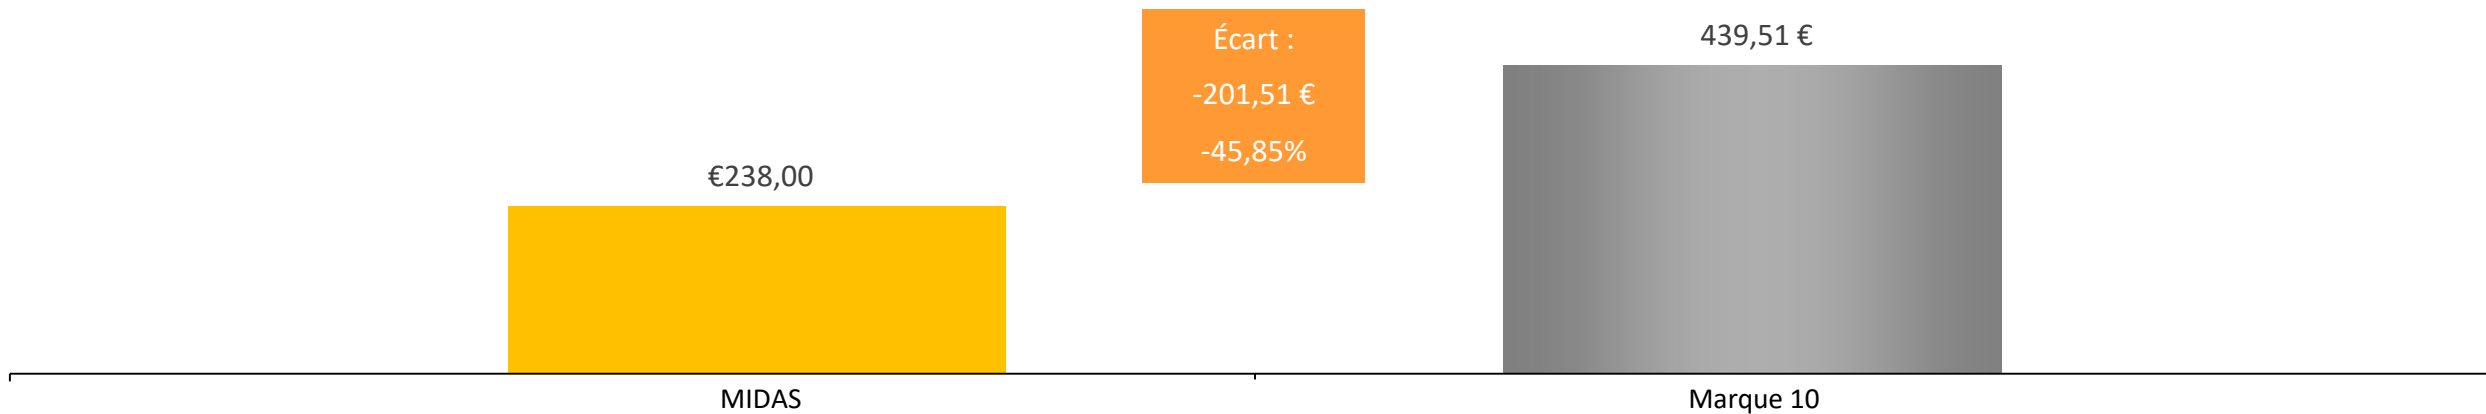 Écart :
-201,51 €
-45,85%
439,51 €
€238,00
MIDAS
Marque 10